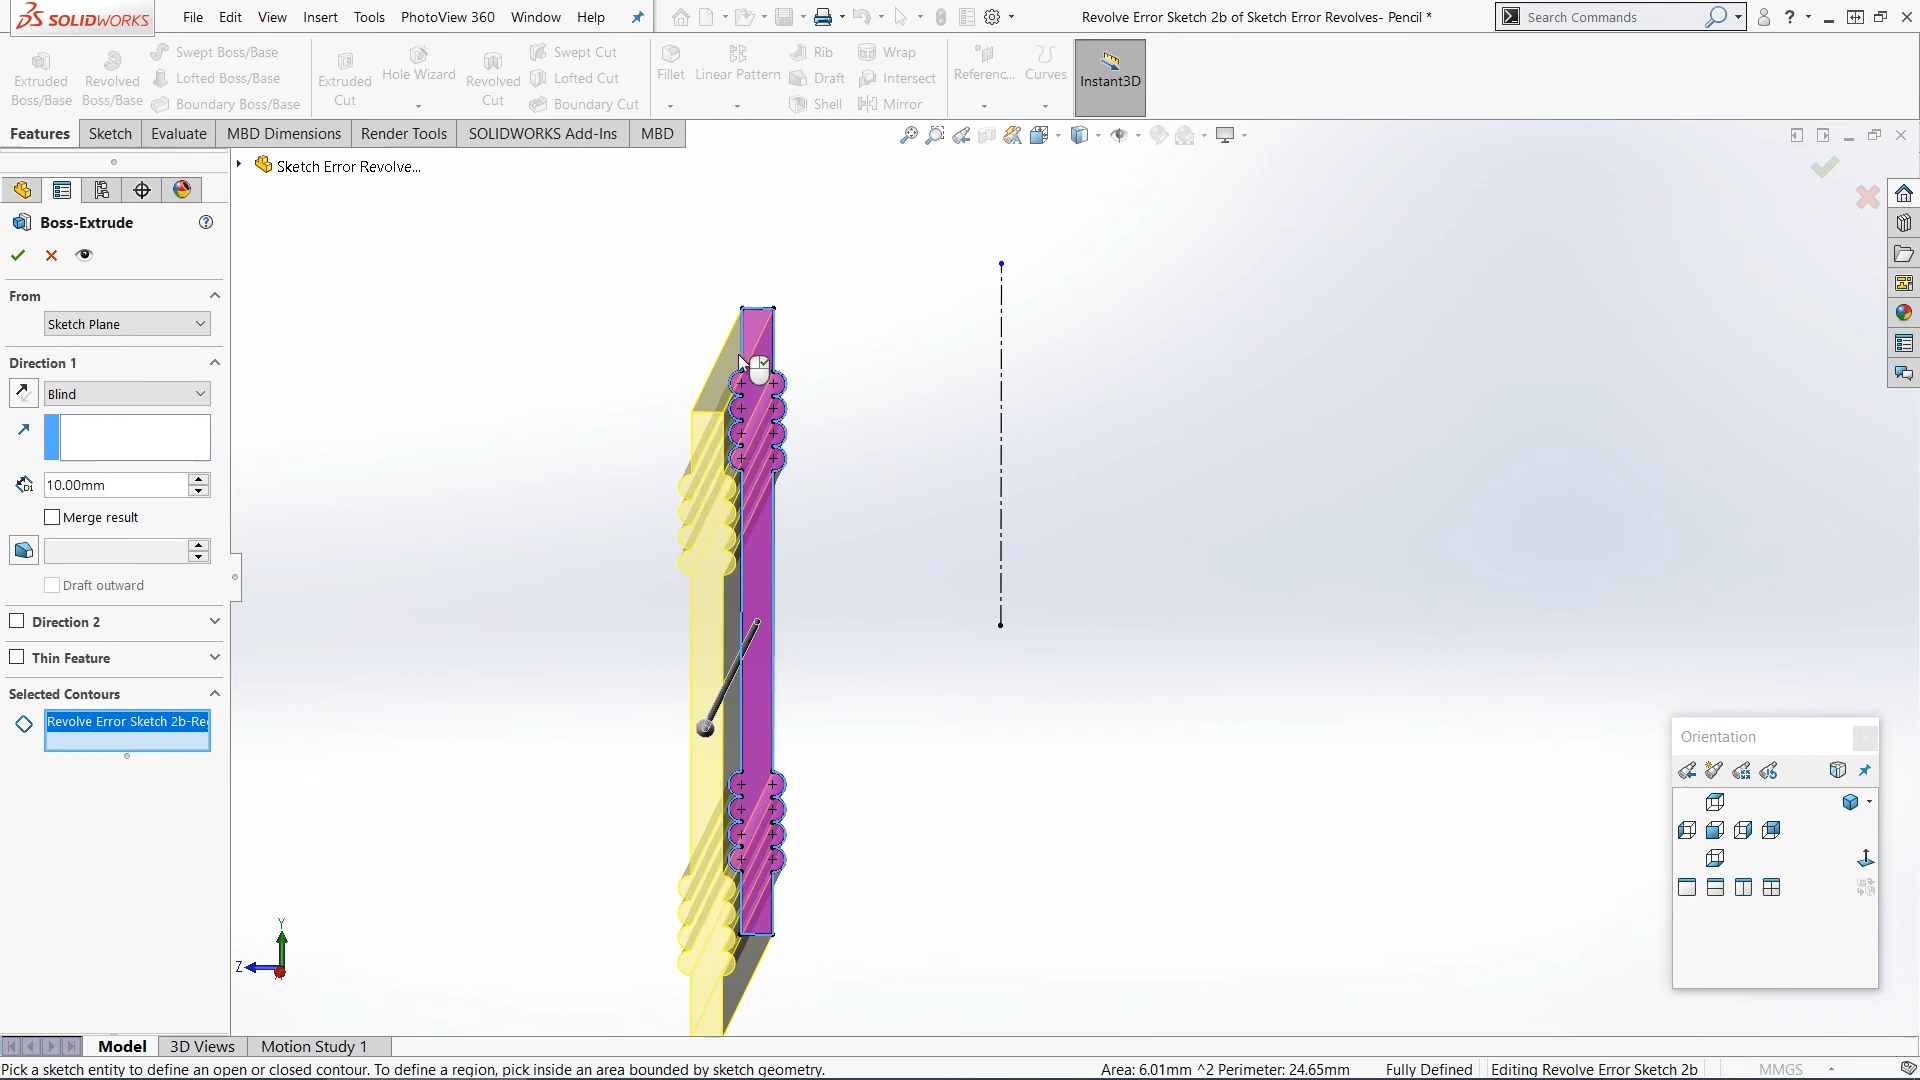 SOLIDWORKS File Edit View Insert Tools PhotoView 360 Window Help Revolve Error Sketch 2b of Sketch Error Revolves- Pencil * Search Commands ?
Extruded Boss/Base
Revolved Boss/Base
Swept Boss/Base
Lofted Boss/Base
Boundary Boss/Base
Extruded Cut
Hole Wizard
Revolved Cut
Swept Cut
Lofted Cut
Boundary Cut
Fillet
Linear Pattern
Rib
Draft
Shell
Wrap
Intersect
Mirror
Referenc...
Curves
Instant3D
Features Sketch Evaluate MBD Dimensions Render Tools SOLIDWORKS Add-Ins MBD
Sketch Error Revolve...
Boss-Extrude ?
From
Sketch Plane
Direction 1
Blind
D1 10.00mm
Merge result
Draft outward
Direction 2
Thin Feature
Selected Contours
Revolve Error Sketch 2b-Re
Y
Z
Orientation
Model 3D Views Motion Study 1
Pick a sketch entity to define an open or closed contour. To define a region, pick inside an area bounded by sketch geometry. Area: 6.01mm ^2 Perimeter: 24.65mm Fully Defined Editing Revolve Error Sketch 2b MMGS